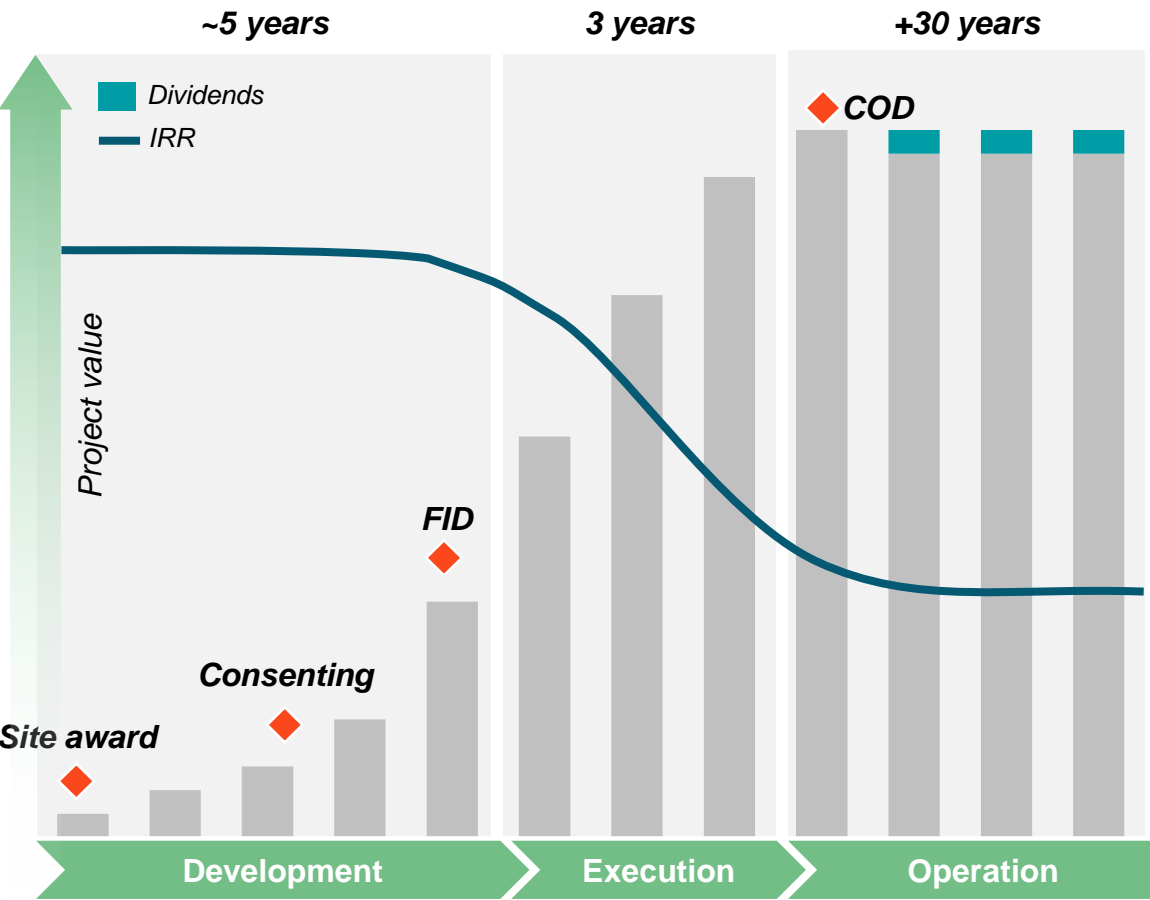 ~5 years
3 years
+30 years
Dividends
IRR
COD
Project value
FID
Consenting
Site award
Development
Execution
Operation